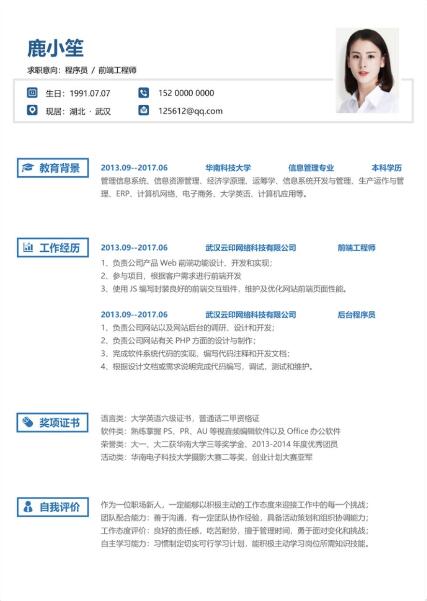 鹿小笙
求职意向：程序员 / 前端工程师
生日：1991.07.07
152 0000 0000
现居：湖北 · 武汉
125612@qq.com
教育背景
2013.09--2017.06 华南科技大学 信息管理专业 本科学历
管理信息系统、信息资源管理、经济学原理、运筹学、信息系统开发与管理、生产运作与管
理、ERP、计算机网络、电子商务、大学英语、计算机应用等。
工作经历
2013.09--2017.06 武汉云印网络科技有限公司 前端工程师
1、负责公司产品 Web 前端功能设计、开发和实现；
2、参与项目，根据客户需求进行前端开发
3、使用 JS 编写封装良好的前端交互组件，维护及优化网站前端页面性能。
2013.09--2017.06 武汉云印网络科技有限公司 后台程序员
1、负责公司网站以及网站后台的调研、设计和开发；
2、负责公司网站有关 PHP 方面的设计与制作；
3、完成软件系统代码的实现，编写代码注释和开发文档；
4、根据设计文档或需求说明完成代码编写，调试，测试和维护。
奖项证书
语言类：大学英语六级证书，普通话二甲资格证
软件类：熟练掌握 PS、PR、AU 等视音频编辑软件以及 Office 办公软件
荣誉类：大一、大二获华南大学三等奖学金、2013-2014 年度优秀团员
活动类：华南电子科技大学摄影大赛二等奖，创业计划大赛亚军
自我评价
作为一位职场新人，一定能够以积极主动的工作态度来迎接工作中的每一个挑战；
团队配合能力：善于沟通，有一定团队协作经验，具备活动策划和组织协调能力；
工作态度评价：良好的责任感，吃苦耐劳，擅于管理时间，勇于面对变化和挑战；
自主学习能力：习惯制定切实可行学习计划，能积极主动学习岗位所需知识技能。